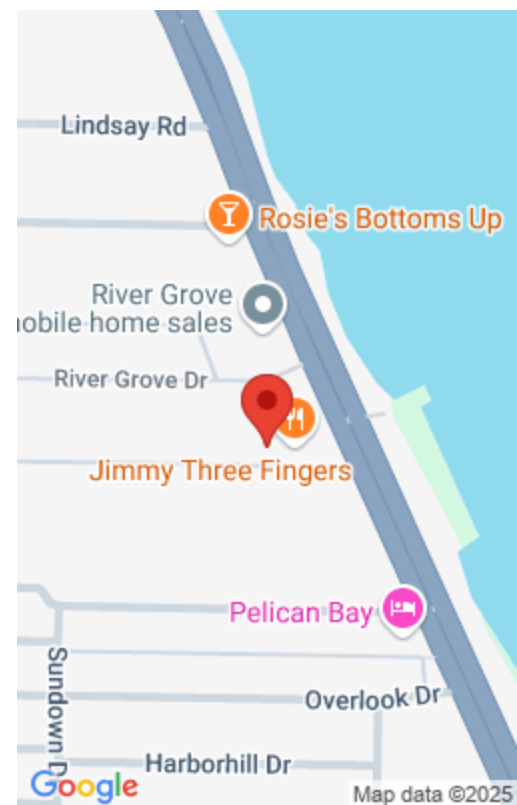 Lindsay Rd
Rosie's Bottoms Up
River Grove
mobile home sales
River Grove Dr
Jimmy Three Fingers
Pelican Bay
Sundown D
Overlook Dr
Harborhill Dr
Google
Map data ©2025